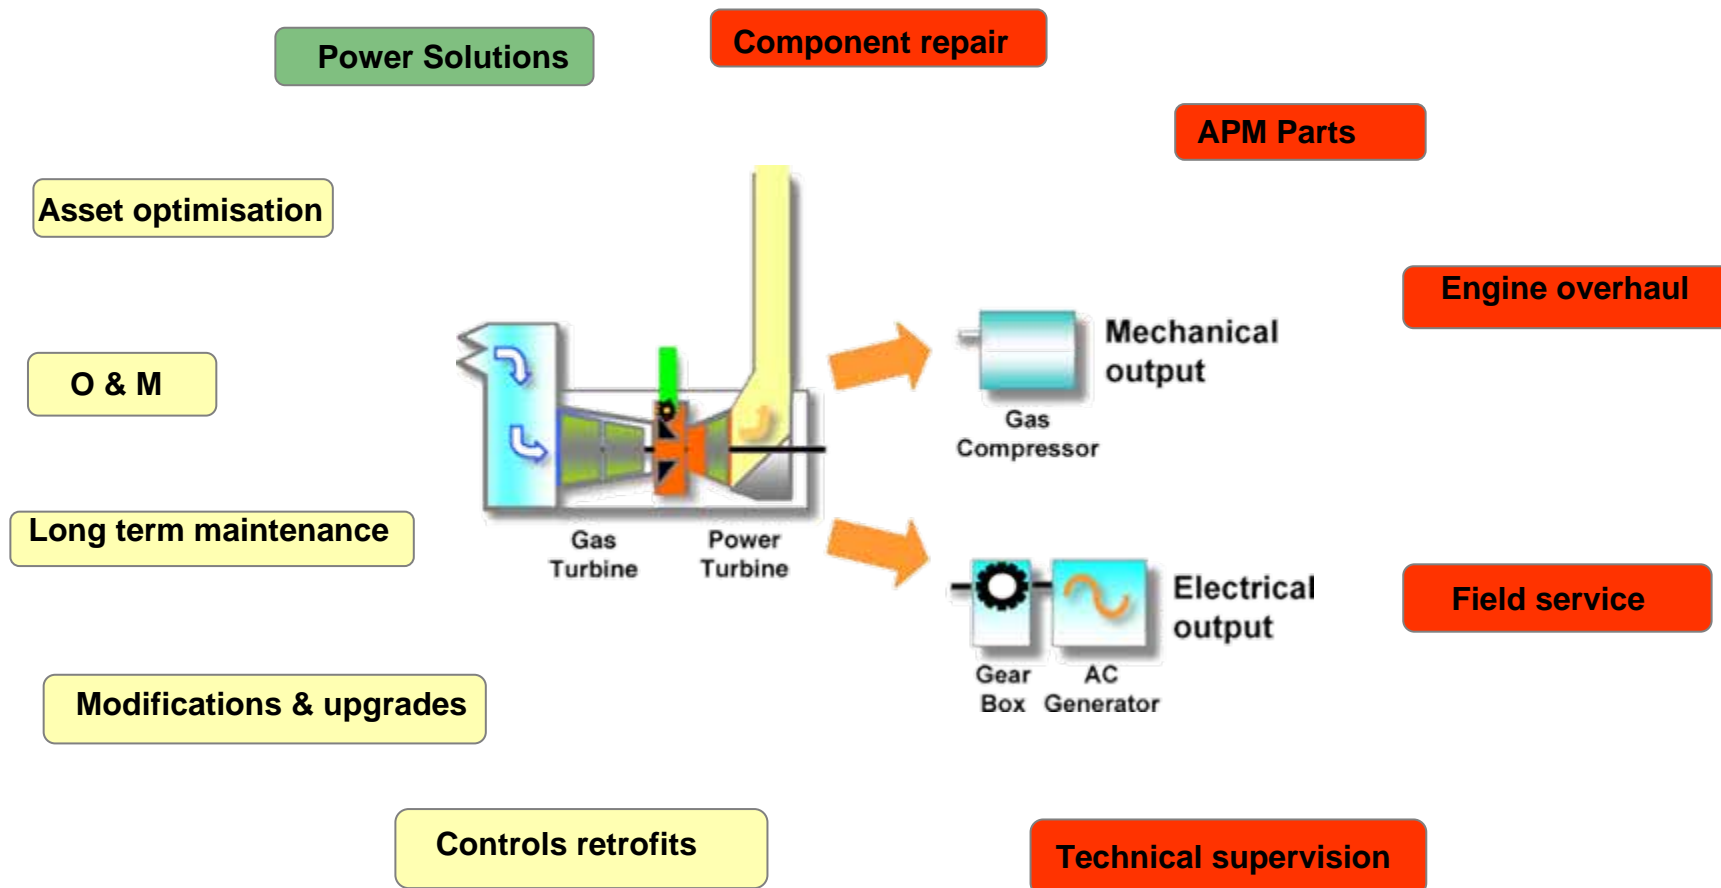 Power Solutions
Component repair
APM Parts
Asset optimisation
Engine overhaul
Mechanical
output
Gas
Compressor
O & M
Long term maintenance
Gas
Turbine
Power
Turbine
Electrical
output
Gear
Box
AC
Generator
Field service
Modifications & upgrades
Controls retrofits
Technical supervision